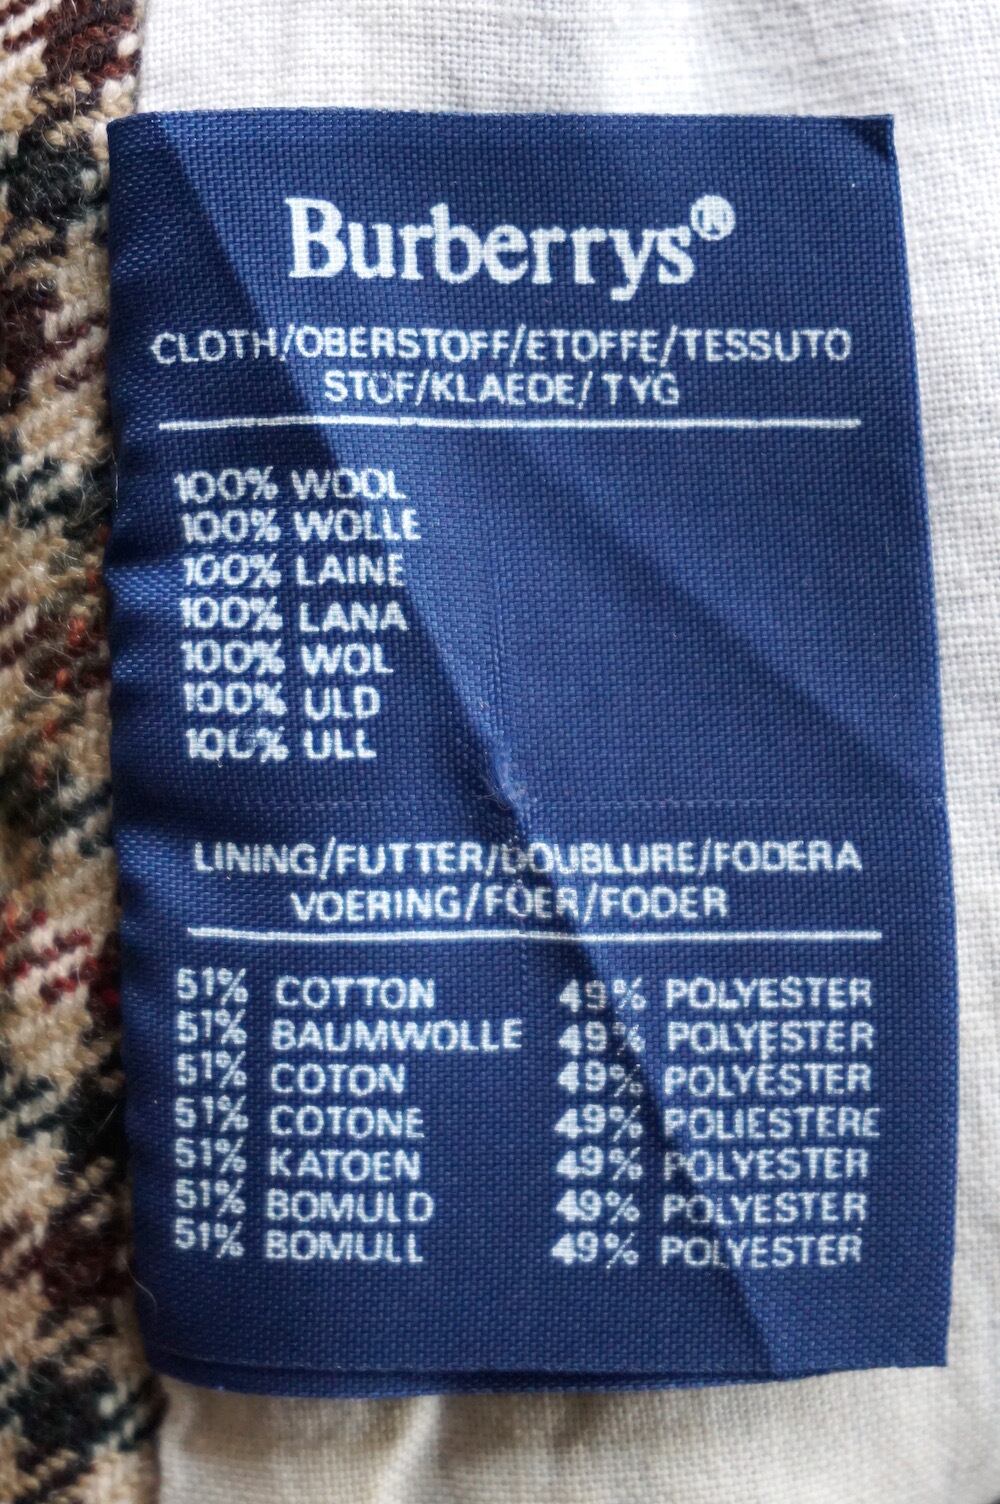 Burberrys®
CLOTH/OBERSTOFF/ETOFFE/TESSUTO
STOF/KLAEDE/TYG
100% WOOL
100% WOLLE
100% LAINE
100% LANA
100% WOL
100% ULD
100% ULL
LINING/FUTTER/DOUBLURE/FODERA
VOERING/FOER/FODER
51% COTTON 49% POLYESTER
51% BAUMWOLLE 49% POLYESTER
51% COTON 49% POLYESTER
51% COTONE 49% POLIESTERE
51% KATOEN 49% POLYESTER
51% BOMULD 49% POLYESTER
51% BOMULL 49% POLYESTER